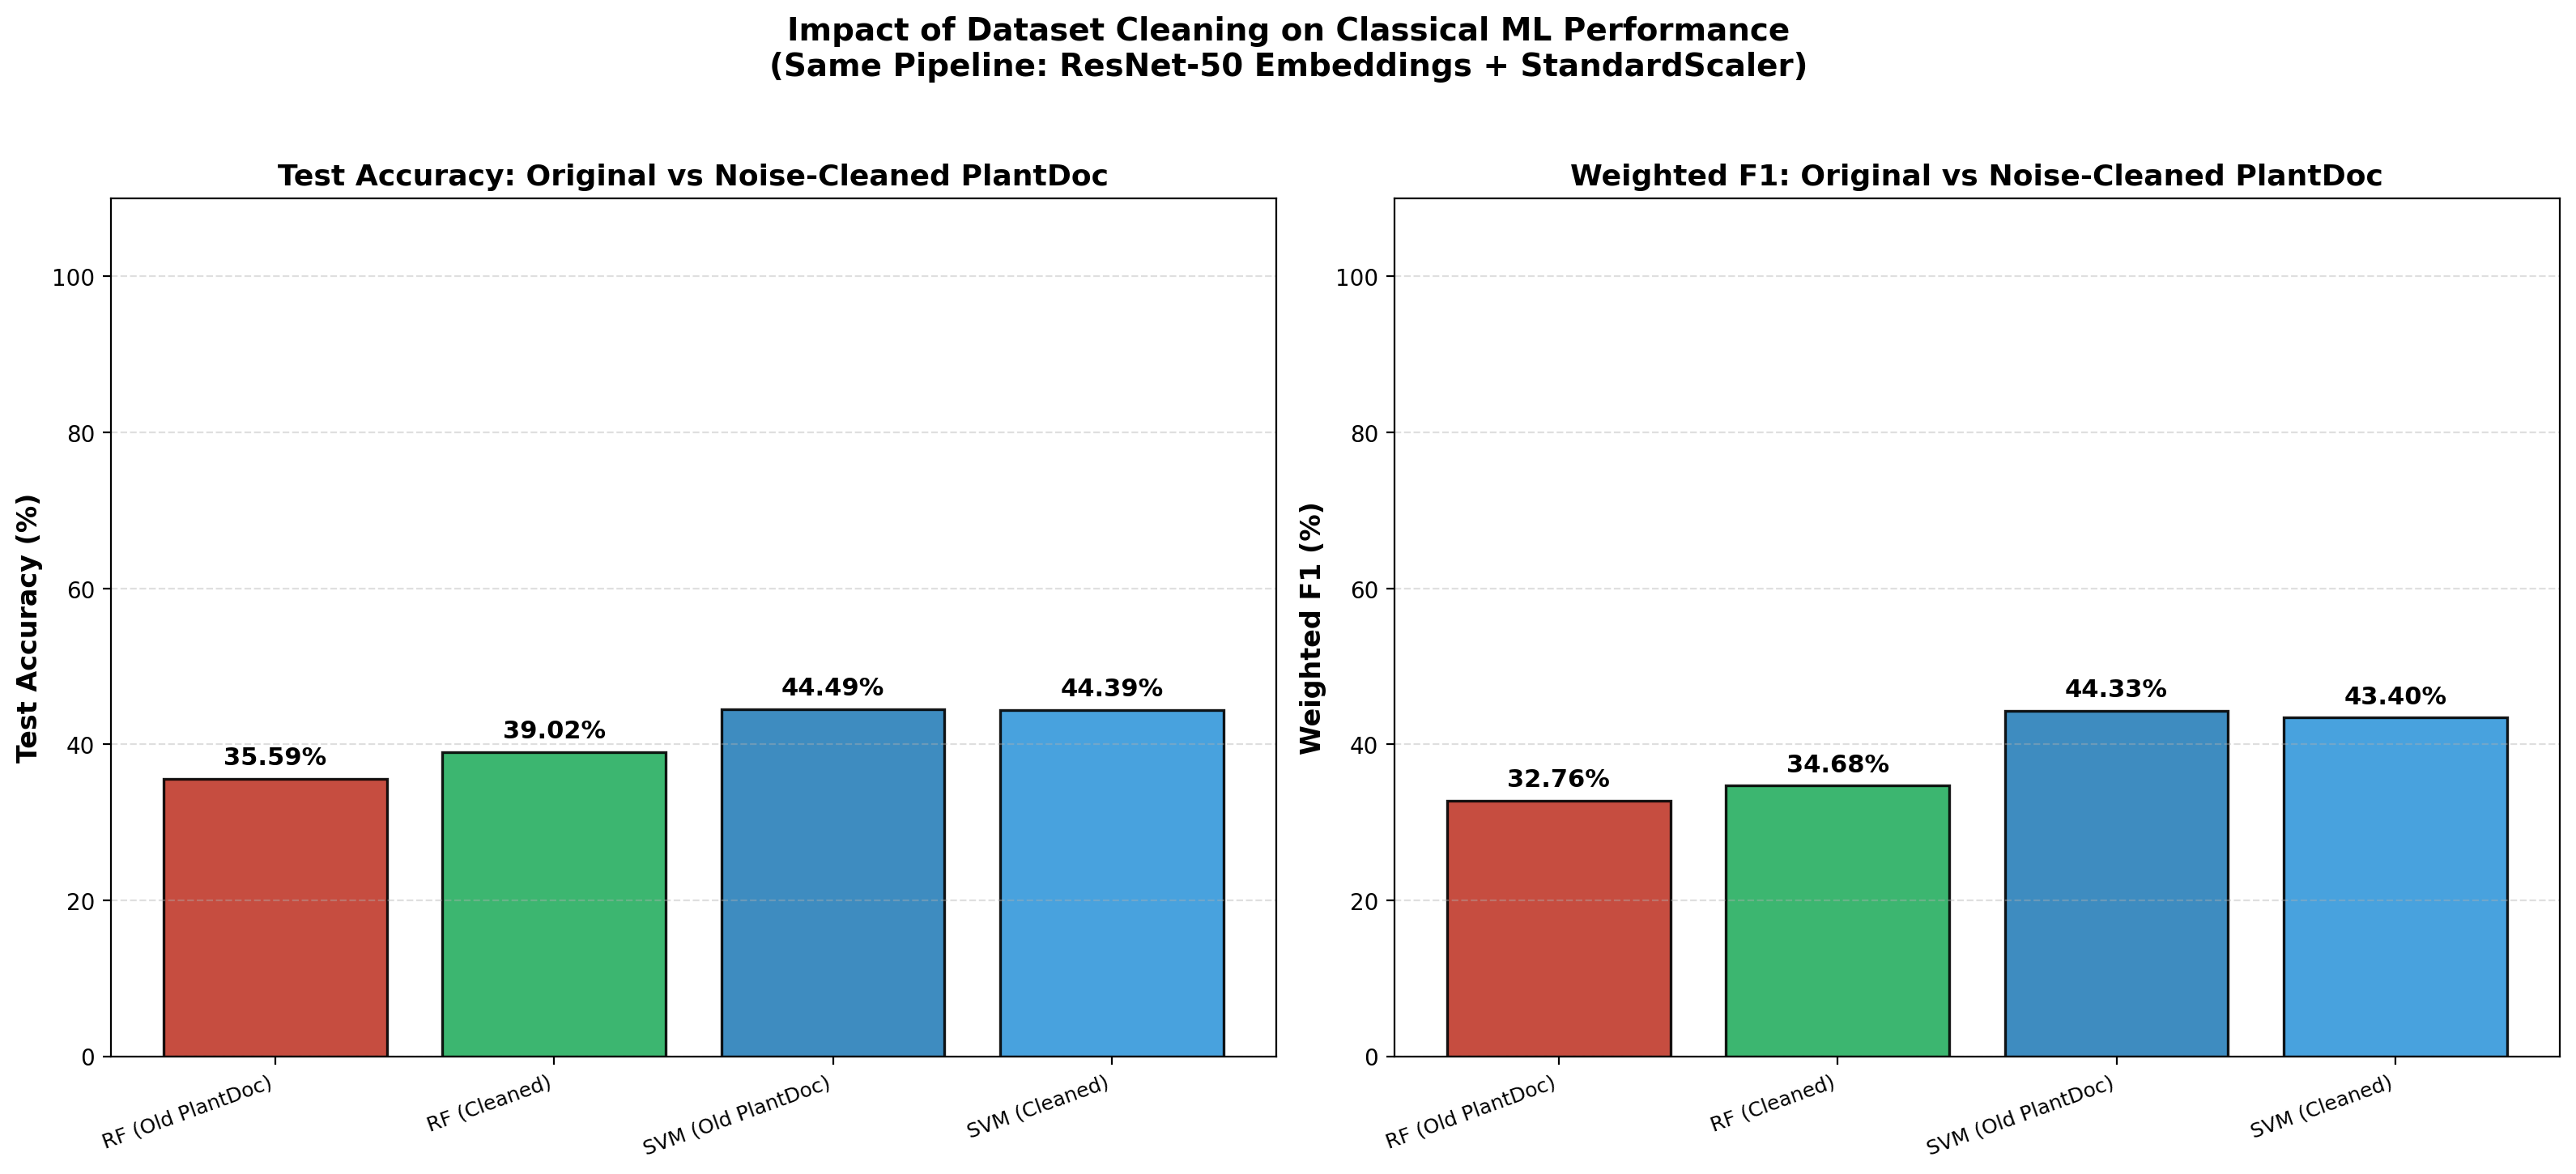 Impact of Dataset Cleaning on Classical ML Performance
(Same Pipeline: ResNet-50 Embeddings + StandardScaler)
Test Accuracy: Original vs Noise-Cleaned PlantDoc
Test Accuracy (%)
100
80
60
40
20
0
35.59%
39.02%
44.49%
44.39%
RF (Old PlantDoc)
RF (Cleaned)
SVM (Old PlantDoc)
SVM (Cleaned)
Weighted F1: Original vs Noise-Cleaned PlantDoc
Weighted F1 (%)
100
80
60
40
20
0
32.76%
34.68%
44.33%
43.40%
RF (Old PlantDoc)
RF (Cleaned)
SVM (Old PlantDoc)
SVM (Cleaned)